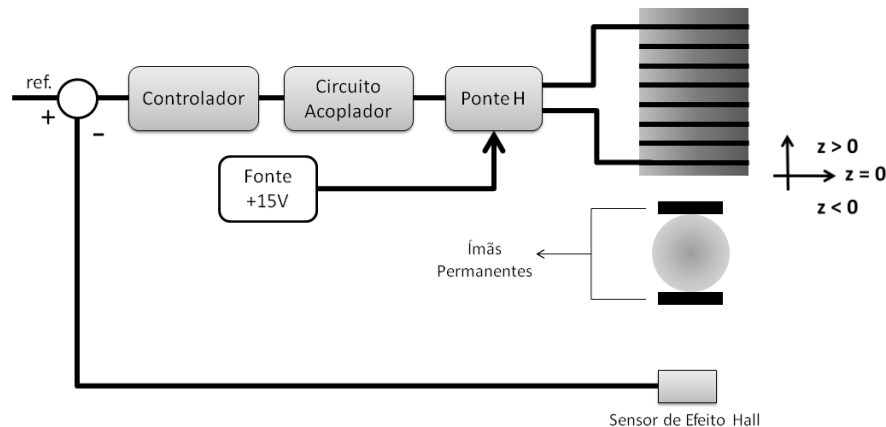 ref.
+
−
Controlador
Circuito
Acoplador
Ponte H
Fonte
+15V
z > 0
z = 0
z < 0
Ímãs
Permanentes
Sensor de Efeito Hall